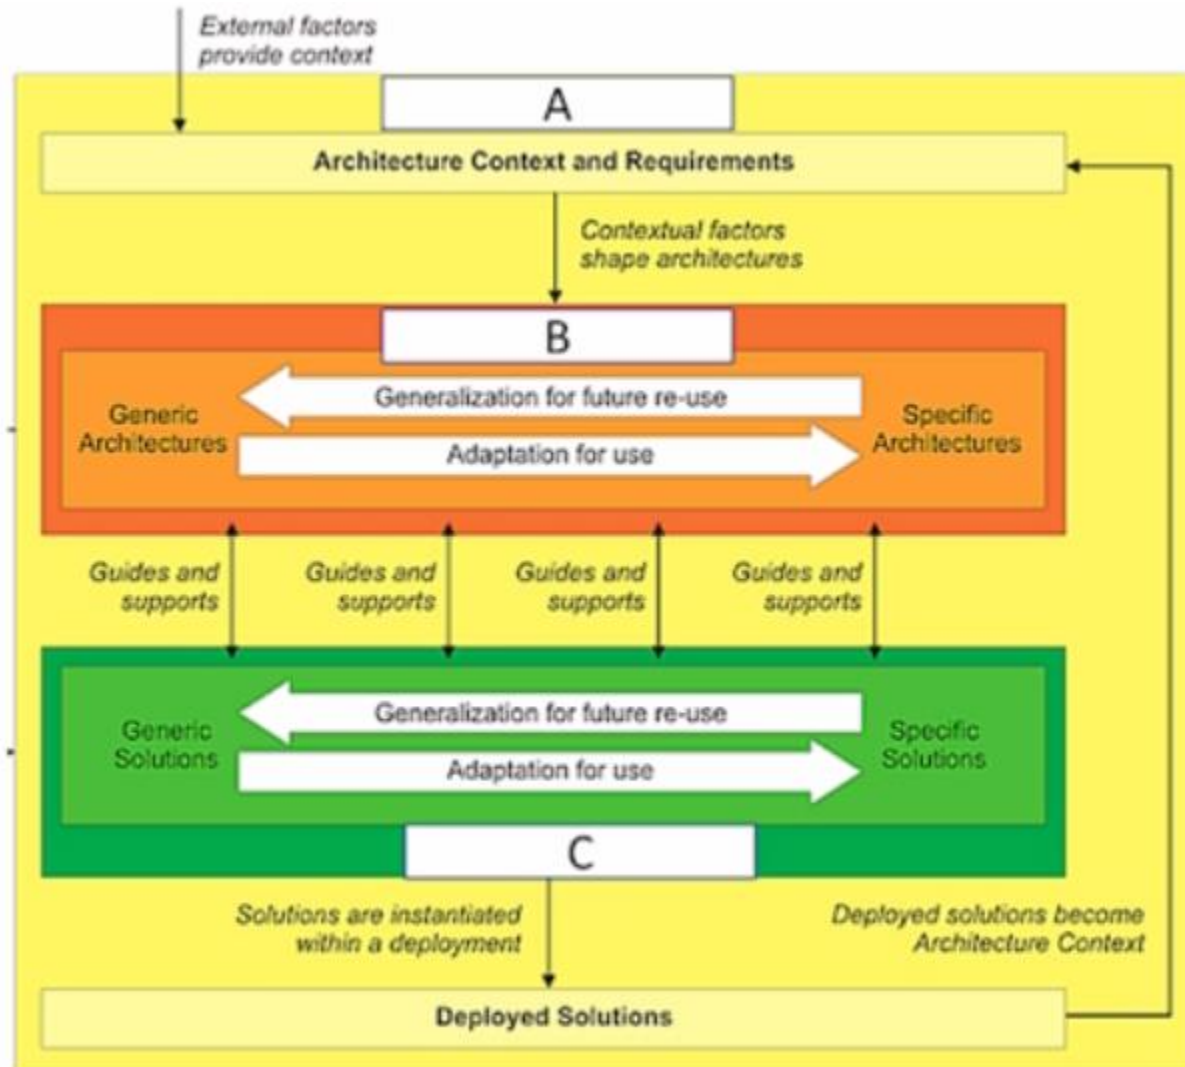 External factors
provide context
A
Architecture Context and Requirements
Contextual factors
shape architectures
B
Generalization for future re-use
Generic
Architectures
Specific
Architectures
Adaptation for use
Guides and
supports
Guides and
supports
Guides and
supports
Guides and
supports
Generalization for future re-use
Generic
Solutions
Specific
Solutions
Adaptation for use
C
Solutions are instantiated
within a deployment
Deployed solutions become
Architecture Context
Deployed Solutions